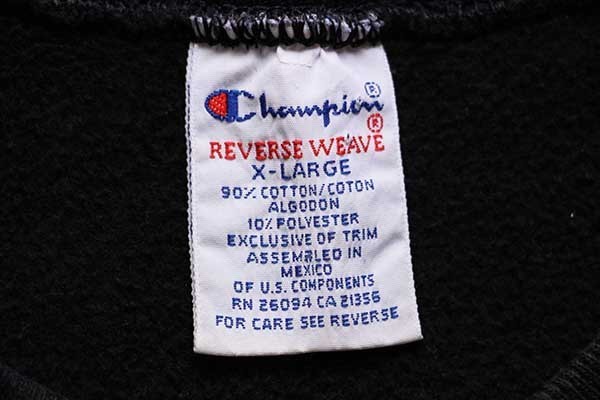 Champion®
REVERSE WEAVE®
X-LARGE
90% COTTON/COTON
ALGODON
10% POLYESTER
EXCLUSIVE OF TRIM
ASSEMBLED IN
MEXICO
OF U.S. COMPONENTS
RN 26094 CA 21356
FOR CARE SEE REVERSE